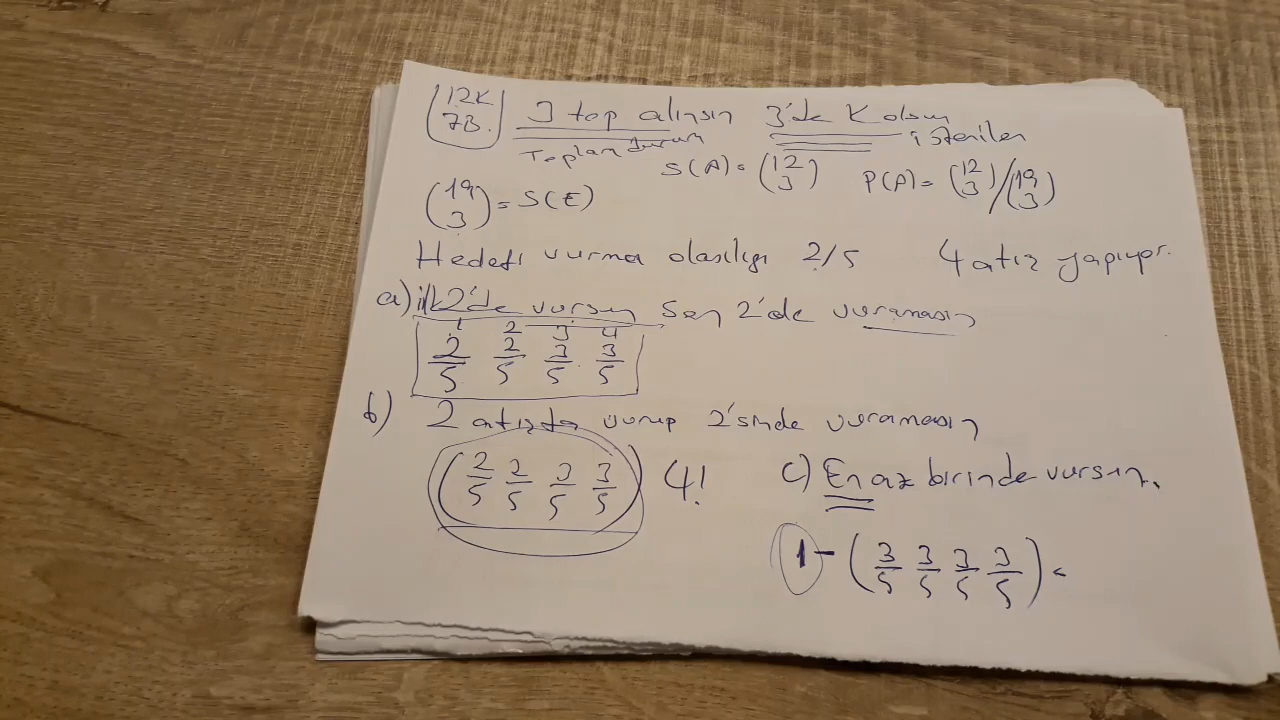 12K 3 top alınsın 3'de K olsun
7B. Toplam Durum istenilen
S(A) = (12 3) P(A) = (12 3)/(19 3)
(19 3) = S(E)
Hedefi vurma olasılığı 2/5 4 atış yapıyor.
a) ilk 2'de vursun son 2'de vuramasın
1 2 3 4
2/5 2/5 3/5 3/5
b) 2 atışta vurup 2'sinde vuramasın
(2/5 2/5 3/5 3/5) 4! c) En az birinde vursun.
1 - (3/5 3/5 3/5 3/5) =